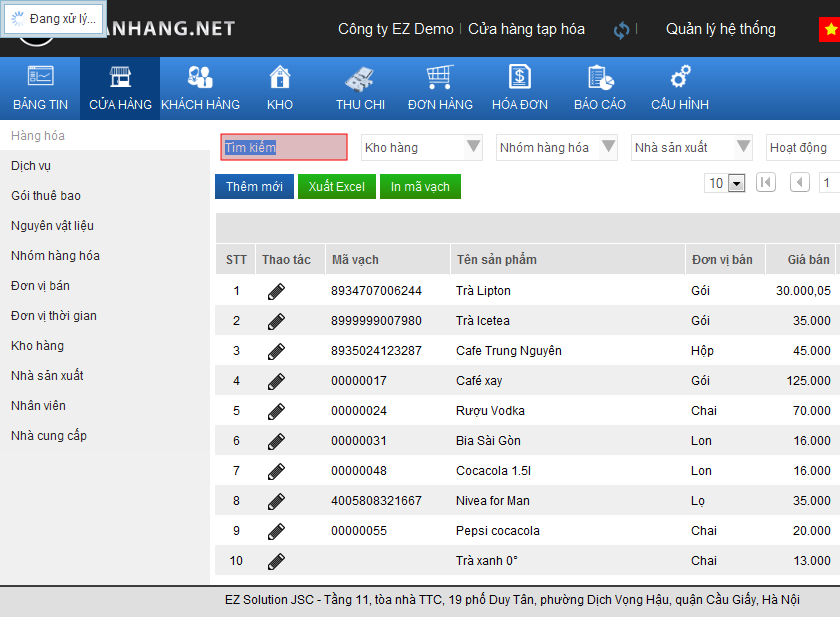 Đang xử lý...
ANHANG.NET
Công ty EZ Demo Cửa hàng tạp hóa Quản lý hệ thống
BẢNG TIN CỬA HÀNG KHÁCH HÀNG KHO THU CHI ĐƠN HÀNG HÓA ĐƠN BÁO CÁO CẤU HÌNH
Hàng hóa
Dịch vụ
Gói thuê bao
Nguyên vật liệu
Nhóm hàng hóa
Đơn vị bán
Đơn vị thời gian
Kho hàng
Nhà sản xuất
Nhân viên
Nhà cung cấp
Tìm kiếm Kho hàng Nhóm hàng hóa Nhà sản xuất Hoạt động
Thêm mới Xuất Excel In mã vạch 10 1
STT Thao tác Mã vạch Tên sản phẩm Đơn vị bán Giá bán
1 8934707006244 Trà Lipton Gói 30.000,05
2 8999999007980 Trà Icetea Gói 35.000
3 8935024123287 Cafe Trung Nguyên Hộp 45.000
4 00000017 Café xay Gói 125.000
5 00000024 Rượu Vodka Chai 70.000
6 00000031 Bia Sài Gòn Lon 16.000
7 00000048 Cocacola 1.5l Lon 16.000
8 4005808321667 Nivea for Man Lọ 35.000
9 00000055 Pepsi cocacola Chai 20.000
10 Trà xanh 0° Chai 13.000
EZ Solution JSC - Tầng 11, tòa nhà TTC, 19 phố Duy Tân, phường Dịch Vọng Hậu, quận Cầu Giấy, Hà Nội